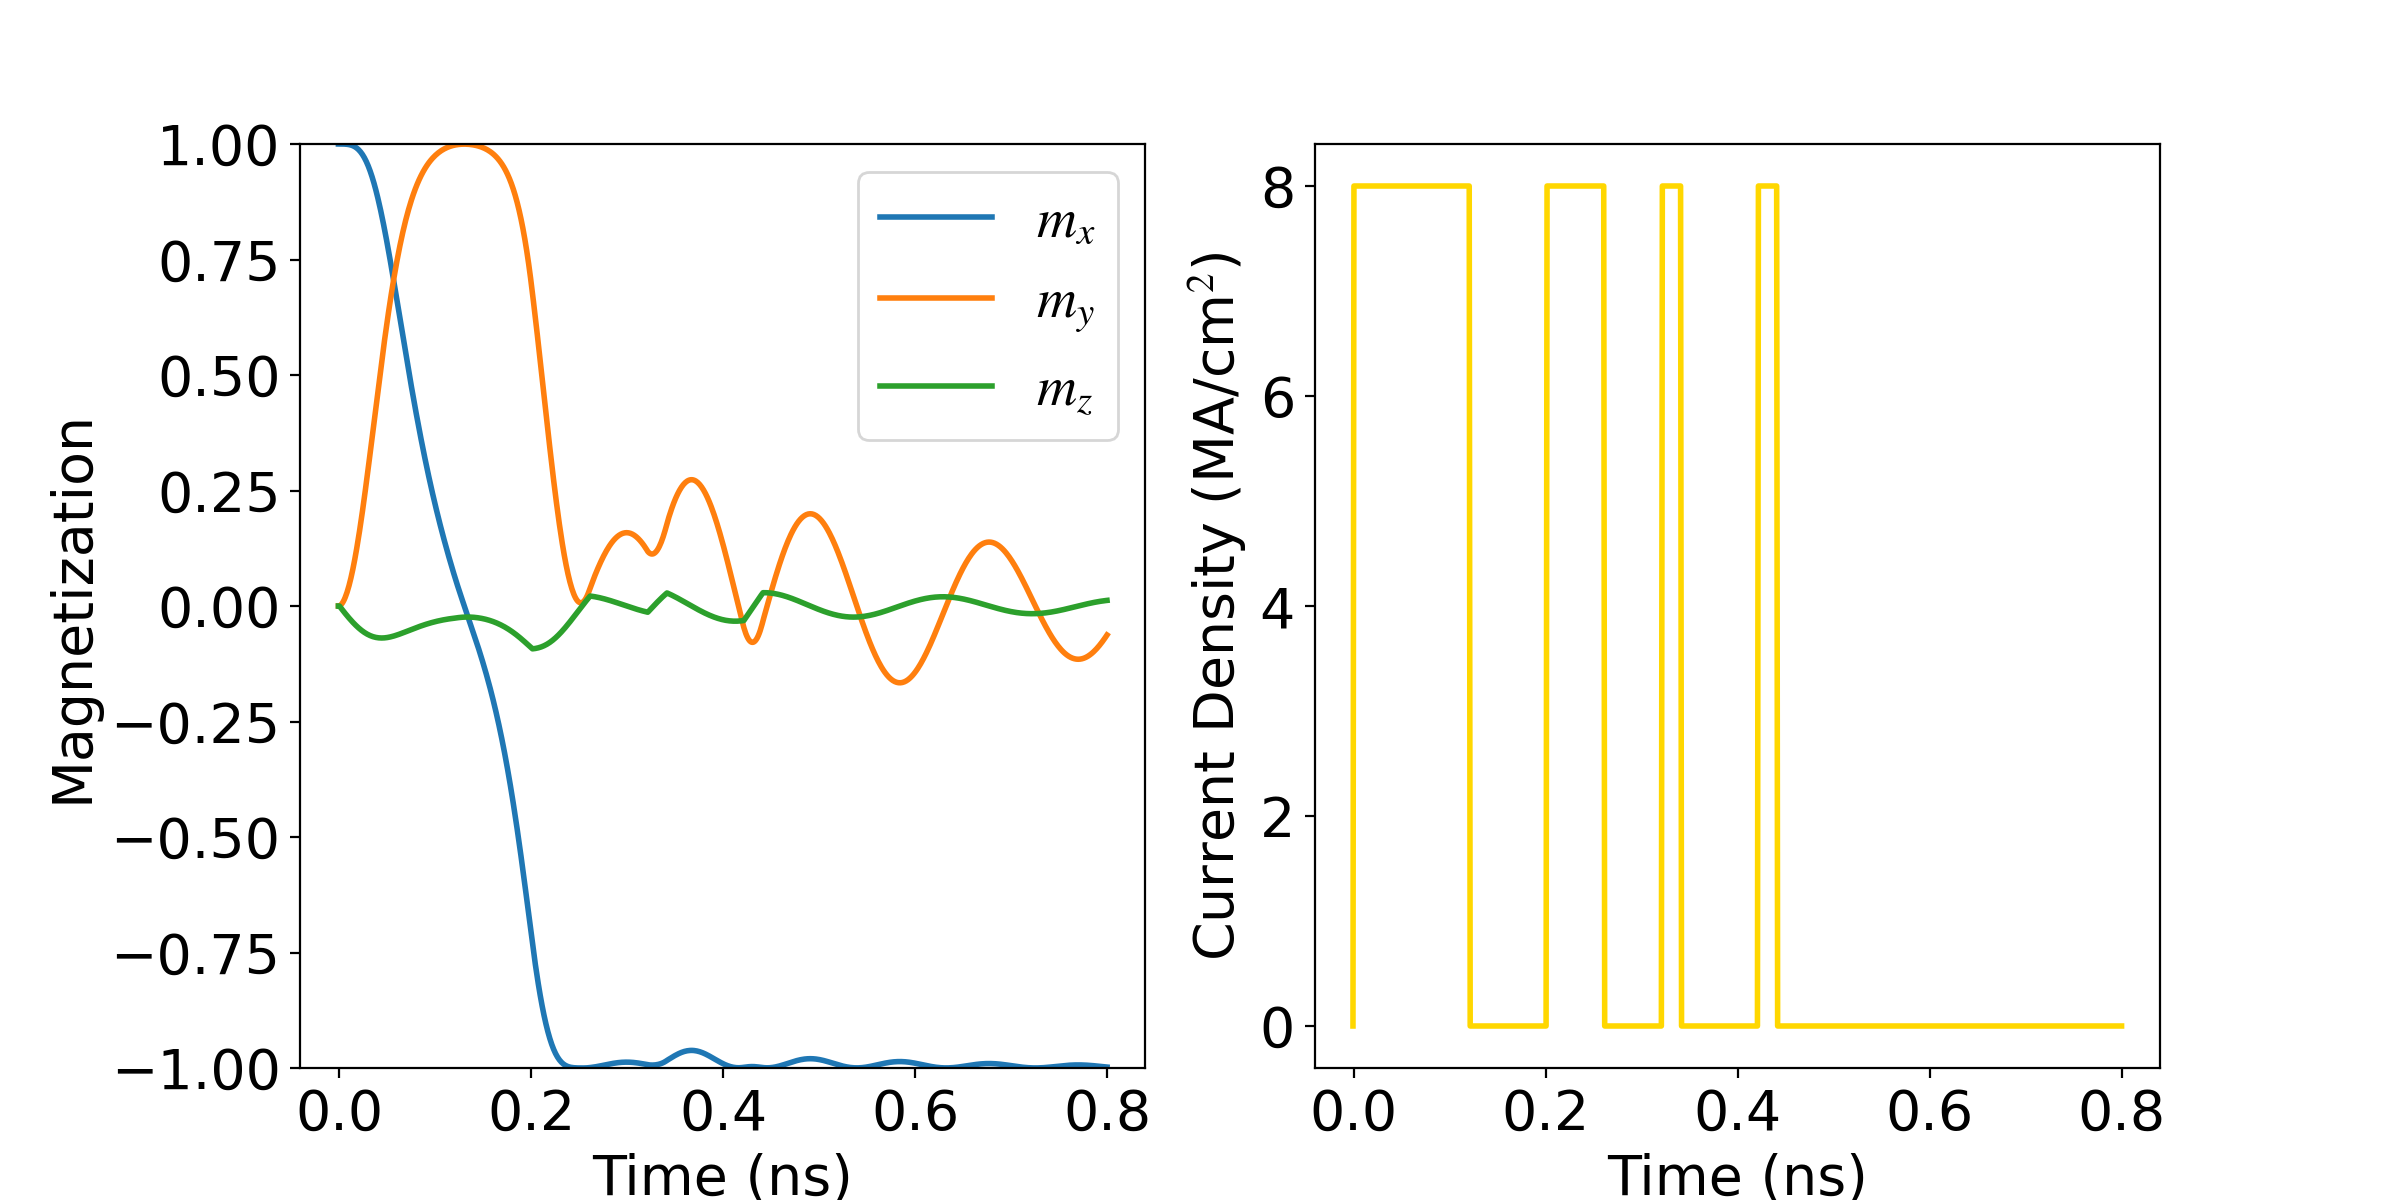 Magnetization
1.00
0.75
0.50
0.25
0.00
−0.25
−0.50
−0.75
−1.00
0.0 0.2 0.4 0.6 0.8
Time (ns)
m_x
m_y
m_z
Current Density (MA/cm²)
8
6
4
2
0
0.0 0.2 0.4 0.6 0.8
Time (ns)